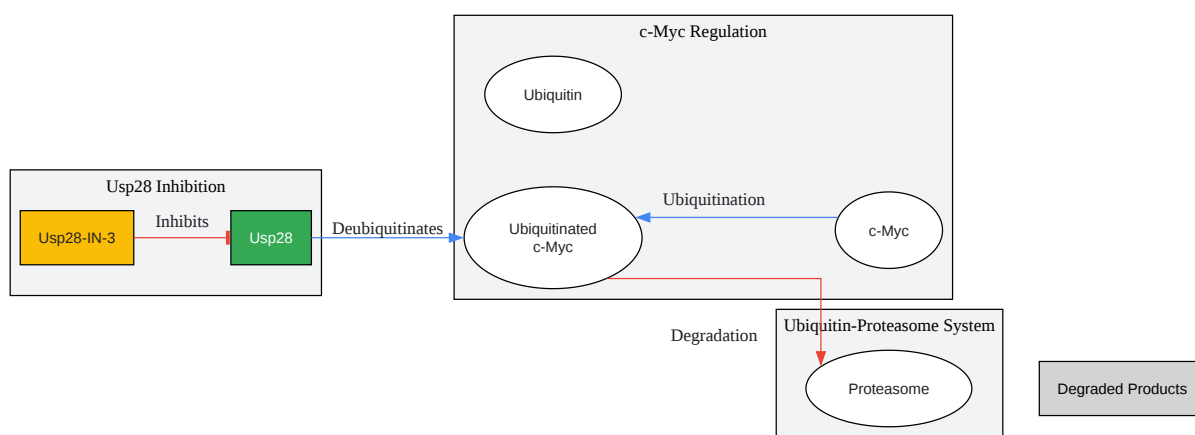 c-Myc Regulation
Ubiquitin
Usp28 Inhibition
Usp28-IN-3
Inhibits
Usp28
Deubiquitinates
Ubiquitinated
c-Myc
Ubiquitination
c-Myc
Degradation
Ubiquitin-Proteasome System
Proteasome
Degraded Products